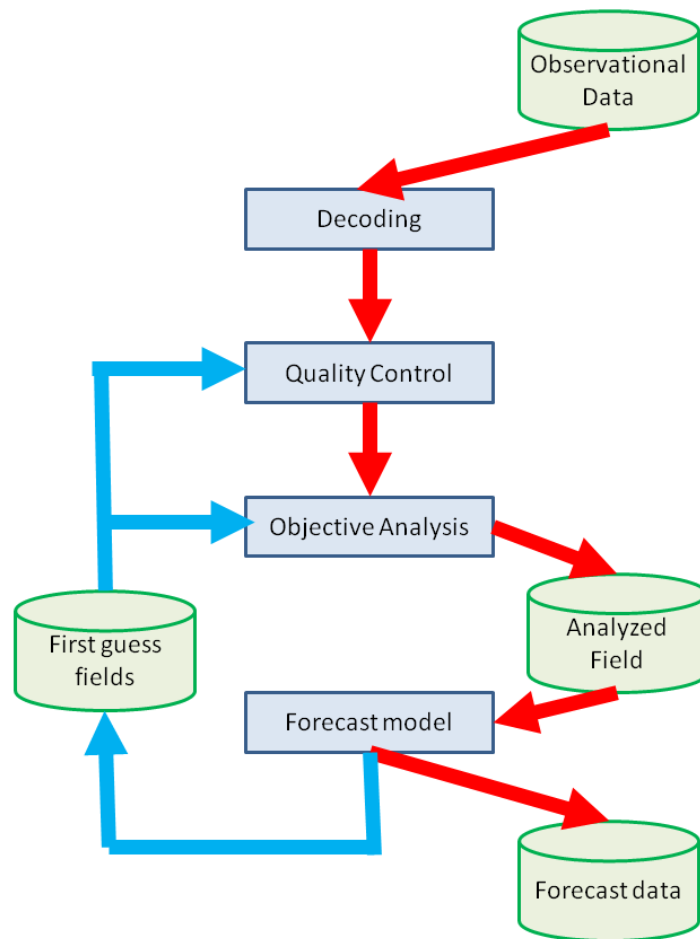 Observational
Data
Decoding
Quality Control
Objective Analysis
First guess
fields
Analyzed
Field
Forecast model
Forecast data